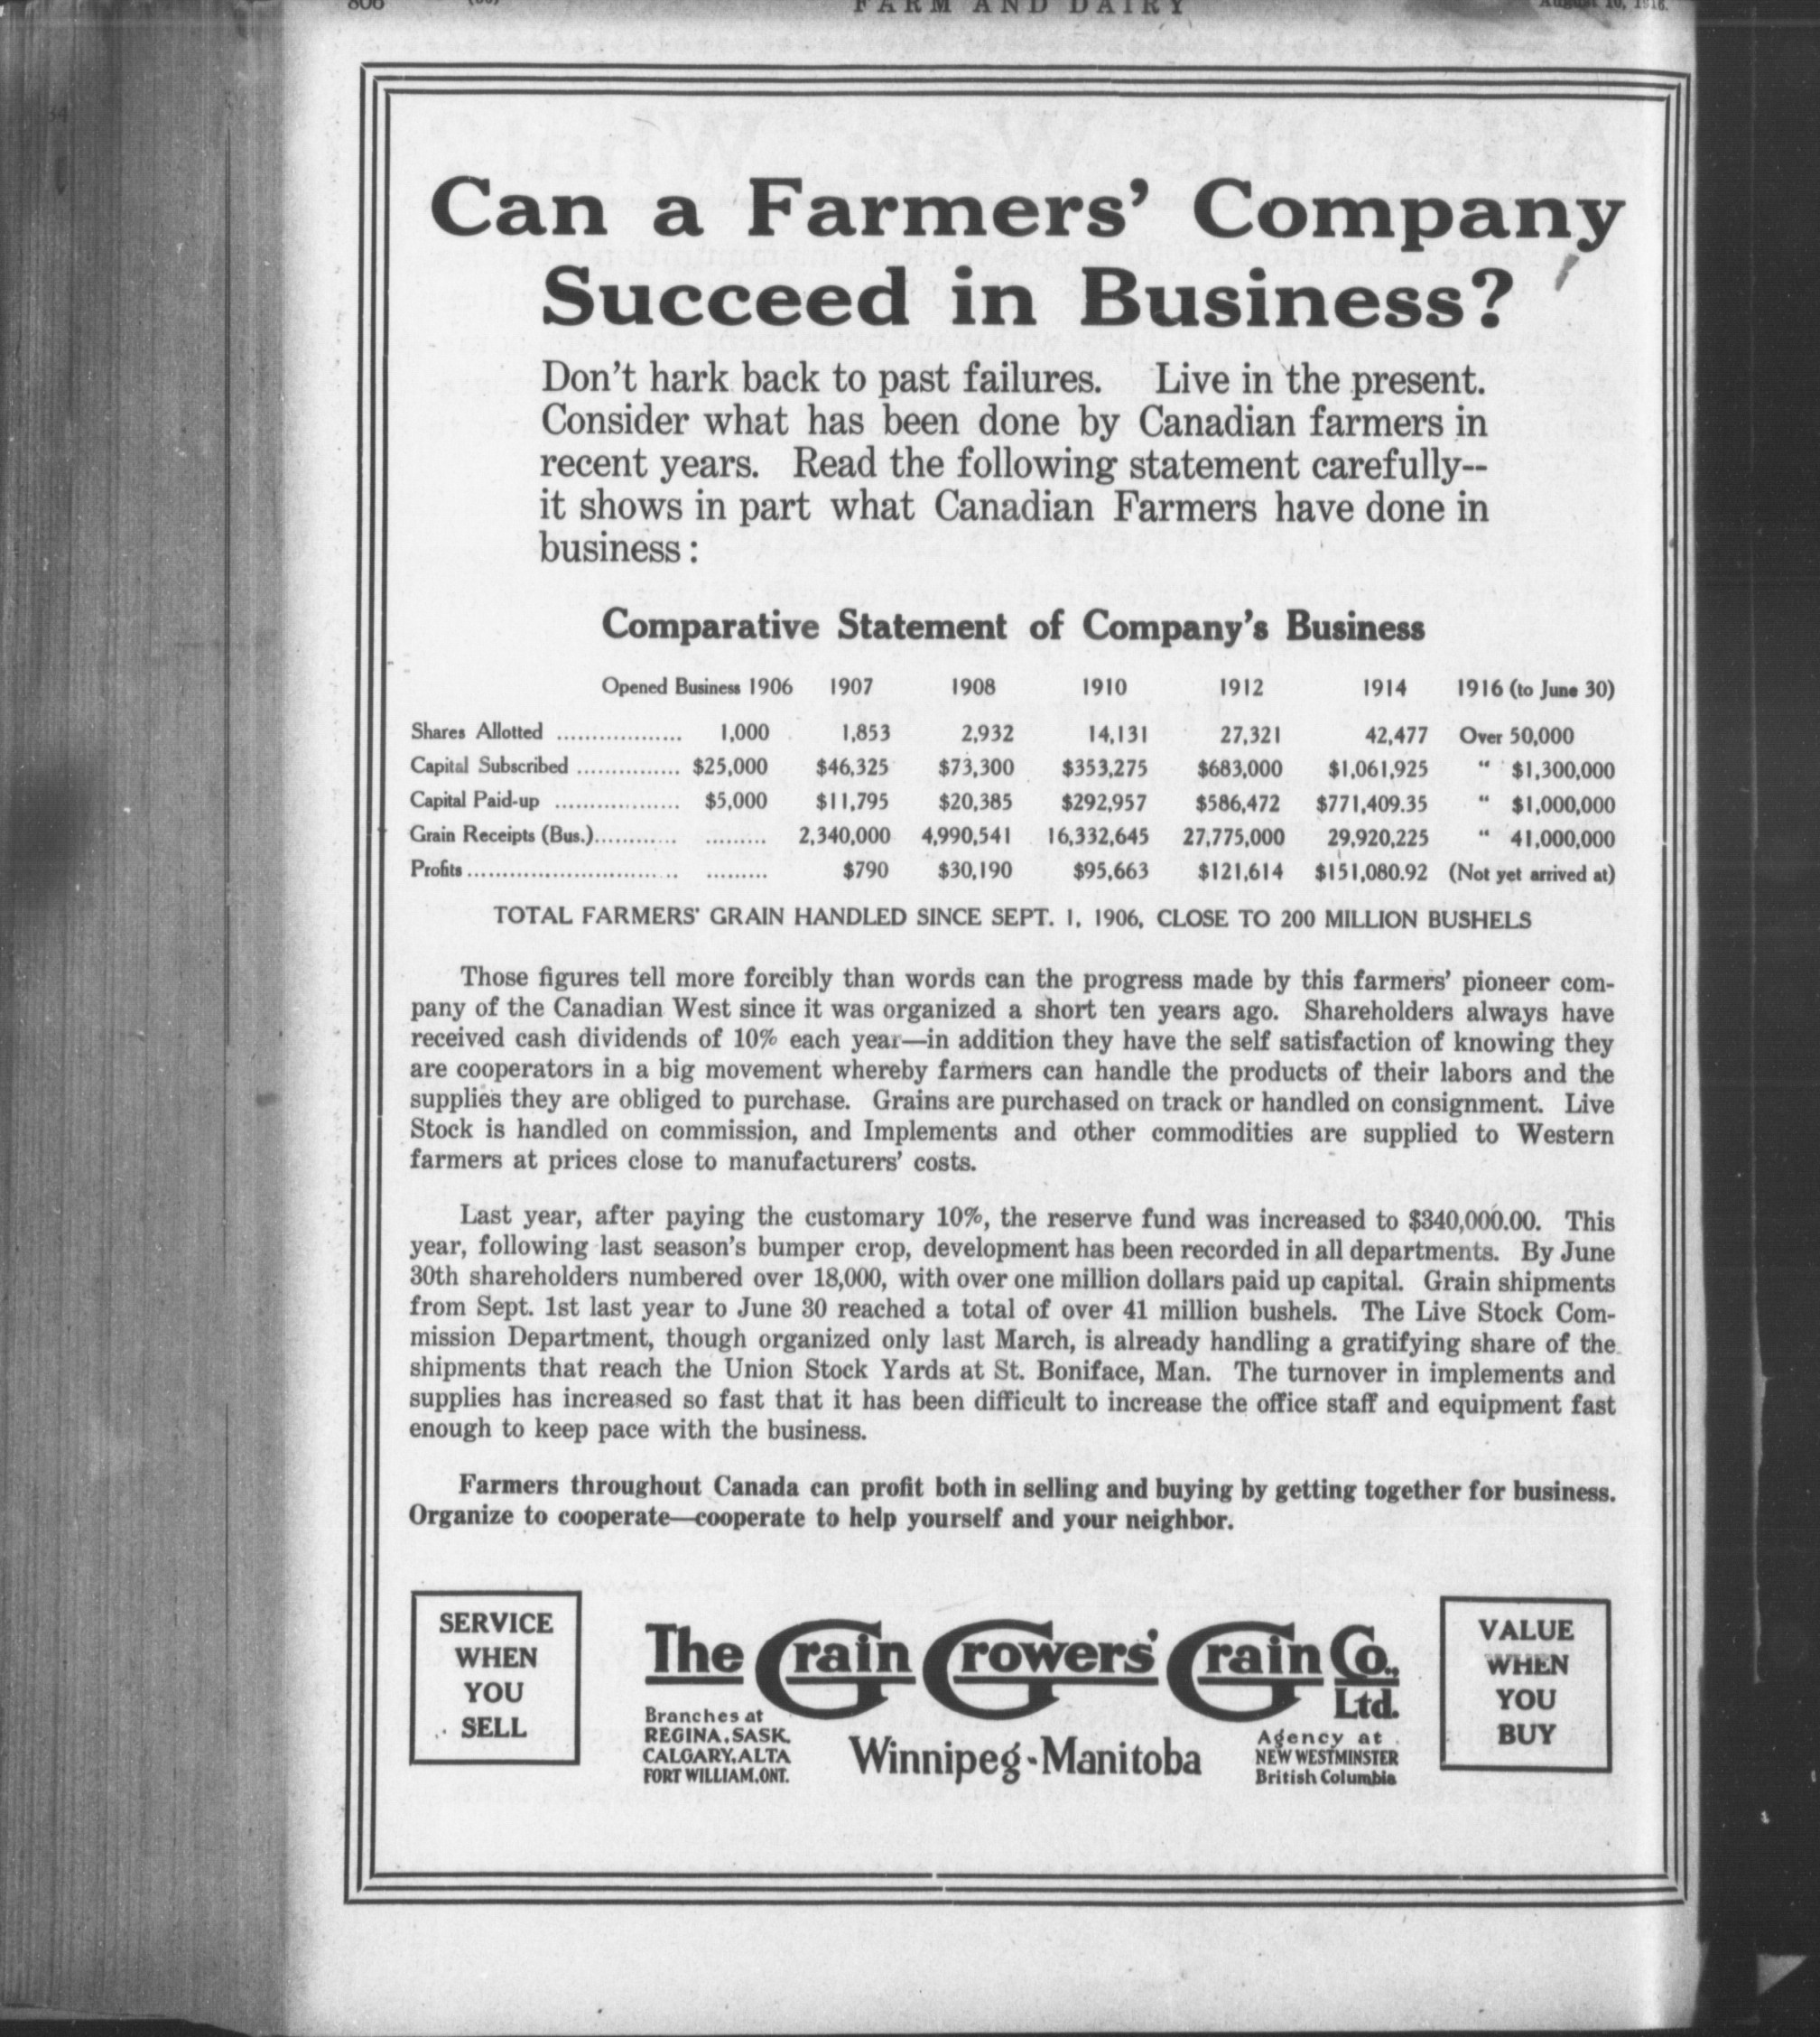 806 FARM AND DAIRY August 10, 1916.
Can a Farmers' Company
Succeed in Business?
Don't hark back to past failures. Live in the present.
Consider what has been done by Canadian farmers in
recent years. Read the following statement carefully--
it shows in part what Canadian Farmers have done in
business:
Comparative Statement of Company's Business
Opened Business 1906 1907 1908 1910 1912 1914 1916 (to June 30)
Shares Allotted .................. 1,000 1,853 2,932 14,131 27,321 42,477 Over 50,000
Capital Subscribed ............... $25,000 $46,325 $73,300 $353,275 $683,000 $1,061,925 " $1,300,000
Capital Paid-up .................. $5,000 $11,795 $20,385 $292,957 $586,472 $771,409.35 " $1,000,000
Grain Receipts (Bus.)............ ......... 2,340,000 4,990,541 16,332,645 27,775,000 29,920,225 " 41,000,000
Profits .............................. ......... $790 $30,190 $95,663 $121,614 $151,080.92 (Not yet arrived at)
TOTAL FARMERS' GRAIN HANDLED SINCE SEPT. 1, 1906, CLOSE TO 200 MILLION BUSHELS
Those figures tell more forcibly than words can the progress made by this farmers' pioneer com-
pany of the Canadian West since it was organized a short ten years ago. Shareholders always have
received cash dividends of 10% each year—in addition they have the self satisfaction of knowing they
are cooperators in a big movement whereby farmers can handle the products of their labors and the
supplies they are obliged to purchase. Grains are purchased on track or handled on consignment. Live
Stock is handled on commission, and Implements and other commodities are supplied to Western
farmers at prices close to manufacturers' costs.
Last year, after paying the customary 10%, the reserve fund was increased to $340,000.00. This
year, following last season's bumper crop, development has been recorded in all departments. By June
30th shareholders numbered over 18,000, with over one million dollars paid up capital. Grain shipments
from Sept. 1st last year to June 30 reached a total of over 41 million bushels. The Live Stock Com-
mission Department, though organized only last March, is already handling a gratifying share of the
shipments that reach the Union Stock Yards at St. Boniface, Man. The turnover in implements and
supplies has increased so fast that it has been difficult to increase the office staff and equipment fast
enough to keep pace with the business.
Farmers throughout Canada can profit both in selling and buying by getting together for business.
Organize to cooperate—cooperate to help yourself and your neighbor.
SERVICE
WHEN
YOU
SELL
The Grain Growers' Grain Co.,
Ltd.
Branches at
REGINA, SASK.
CALGARY, ALTA
FORT WILLIAM, ONT.
Winnipeg - Manitoba
Agency at
NEW WESTMINSTER
British Columbia
VALUE
WHEN
YOU
BUY